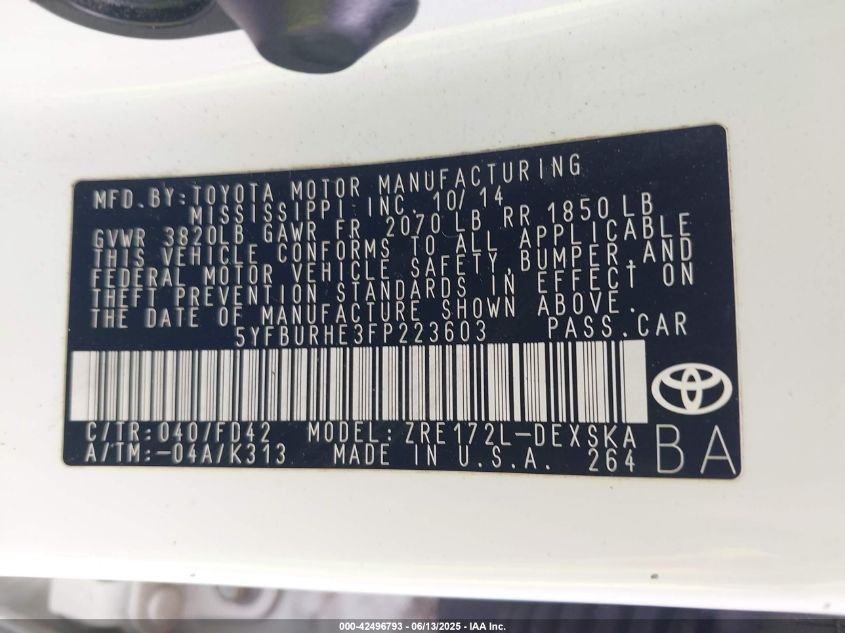 MFD.BY:TOYOTA MOTOR MANUFACTURING
MISSISSIPPI INC. 10/14
GVWR 3820LB GAWR FR 2070 LB RR 1850 LB
THIS VEHICLE CONFORMS TO ALL APPLICABLE
FEDERAL MOTOR VEHICLE SAFETY,BUMPER,AND
THEFT PREVENTION STANDARDS IN EFFECT ON
THE DATE OF MANUFACTURE SHOWN ABOVE.
5YFBURHE3FP223603 PASS.CAR
C/TR:040/FD42 MODEL:ZRE172L-DEXSKA
A/TM:-04A/K313 MADE IN U.S.A. 264 BA
000-42496793 - 06/13/2025 - IAA Inc.